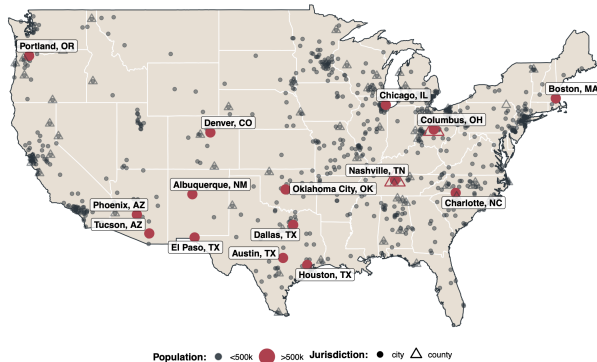 Portland, OR
Boston, MA
Chicago, IL
Columbus, OH
Denver, CO
Nashville, TN
Albuquerque, NM
Oklahoma City, OK
Phoenix, AZ
Charlotte, NC
Tucson, AZ
Dallas, TX
El Paso, TX
Austin, TX
Houston, TX
Population: <500k >500k Jurisdiction: city county